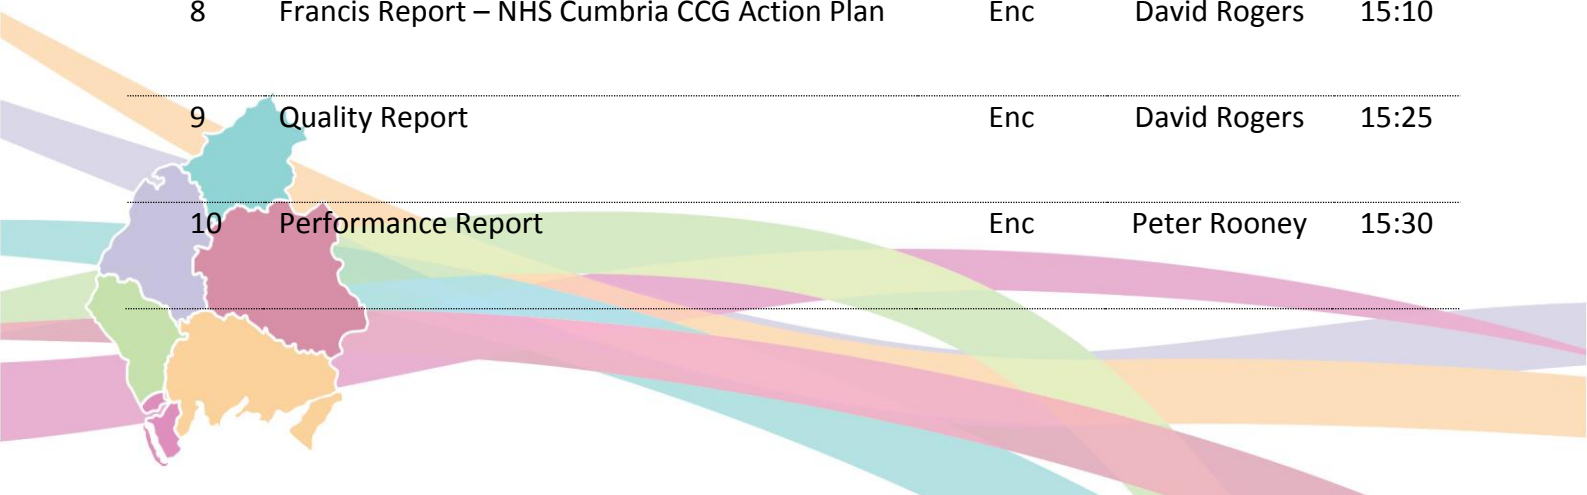 8 Francis Report – NHS Cumbria CCG Action Plan Enc David Rogers 15:10
9 Quality Report Enc David Rogers 15:25
10 Performance Report Enc Peter Rooney 15:30